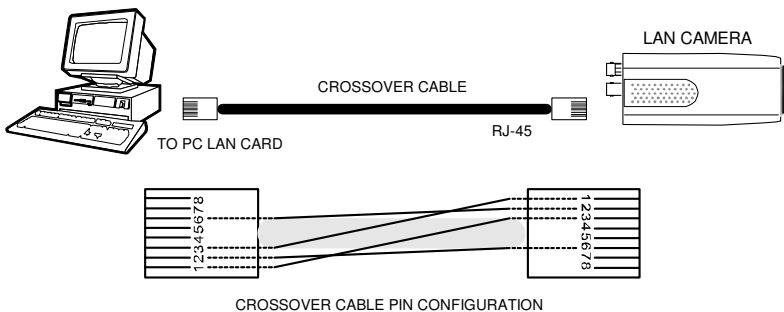 LAN CAMERA
CROSSOVER CABLE
TO PC LAN CARD
RJ-45
12345678
12345678
CROSSOVER CABLE PIN CONFIGURATION